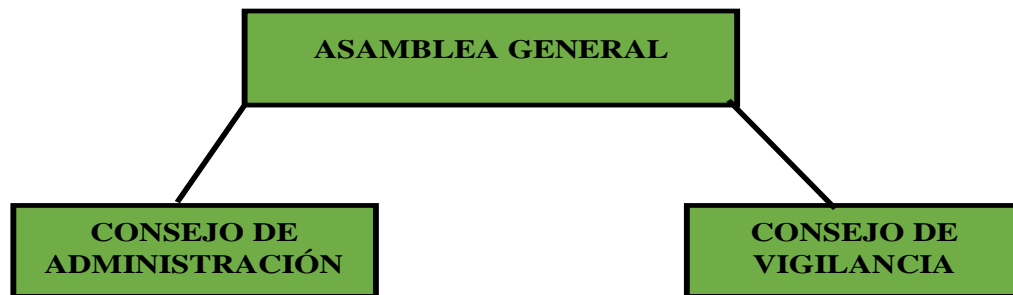 ASAMBLEA GENERAL
CONSEJO DE
ADMINISTRACIÓN
CONSEJO DE
VIGILANCIA